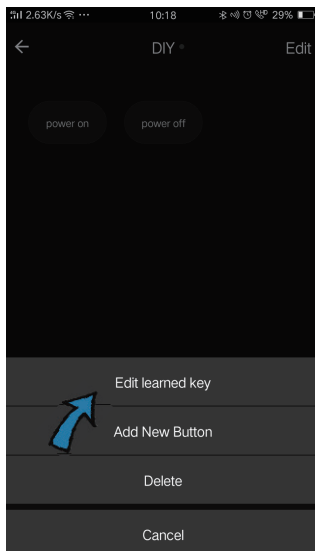 2.63K/s ··· 10:18 29%
DIY
Edit
power on power off
Edit learned key
Add New Button
Delete
Cancel